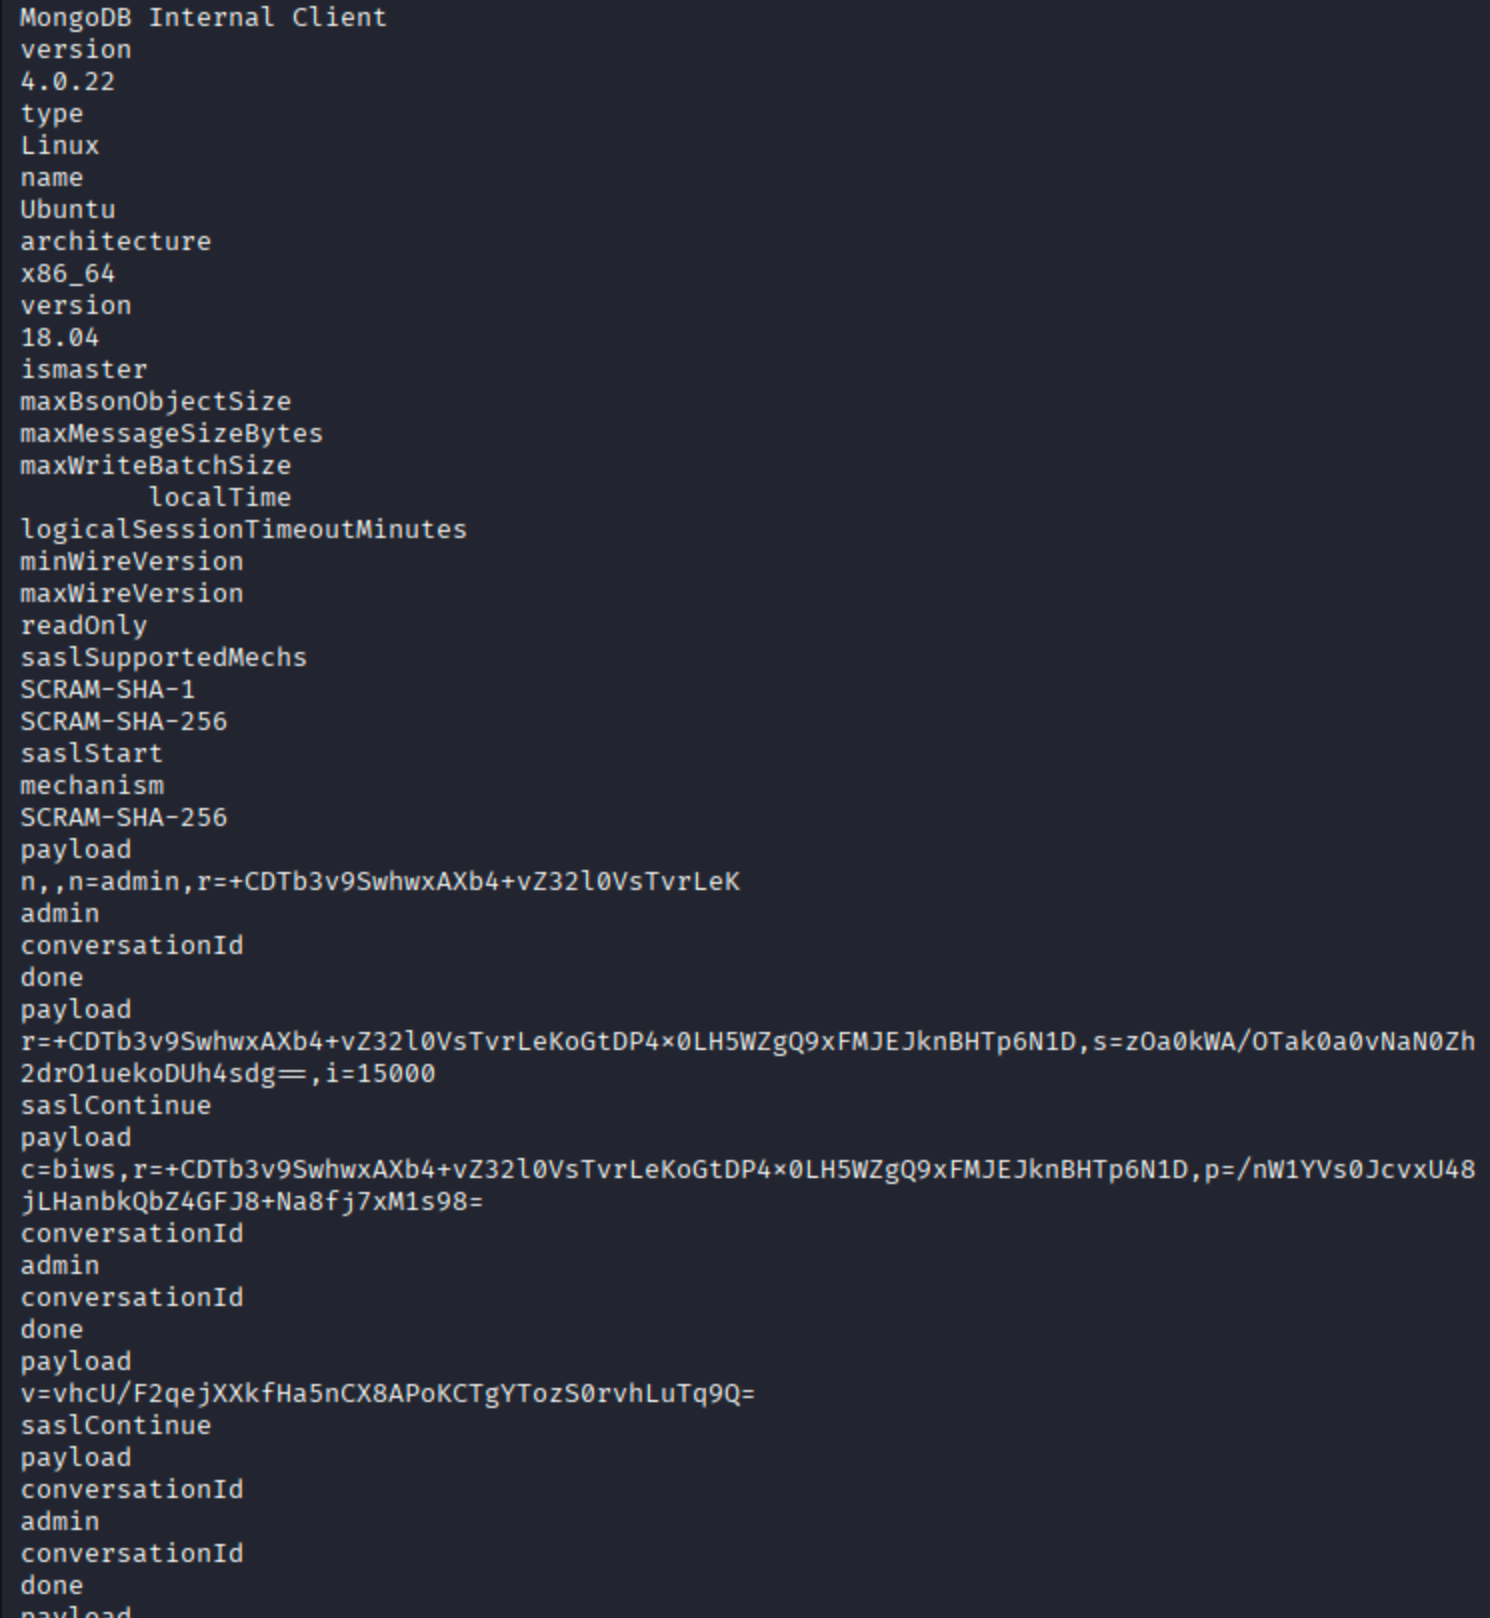 MongoDB Internal Client
version
4.0.22
type
Linux
name
Ubuntu
architecture
x86_64
version
18.04
ismaster
maxBsonObjectSize
maxMessageSizeBytes
maxWriteBatchSize
localTime
logicalSessionTimeoutMinutes
minWireVersion
maxWireVersion
readOnly
saslSupportedMechs
SCRAM-SHA-1
SCRAM-SHA-256
saslStart
mechanism
SCRAM-SHA-256
payload
n,,n=admin,r=+CDTb3v9SwhwxAXb4+vZ32l0VsTvrLeK
admin
conversationId
done
payload
r=+CDTb3v9SwhwxAXb4+vZ32l0VsTvrLeKoGtDP4×0LH5WZgQ9xFMJEJknBHTp6N1D,s=zOa0kWA/OTak0a0vNaN0Zh
2drO1uekoDUh4sdg==,i=15000
saslContinue
payload
c=biws,r=+CDTb3v9SwhwxAXb4+vZ32l0VsTvrLeKoGtDP4×0LH5WZgQ9xFMJEJknBHTp6N1D,p=/nW1YVs0JcvxU48
jLHanbkQbZ4GFJ8+Na8fj7xM1s98=
conversationId
admin
conversationId
done
payload
v=vhcU/F2qejXXkfHa5nCX8APoKCTgYTozS0rvhLuTq9Q=
saslContinue
payload
conversationId
admin
conversationId
done
payload